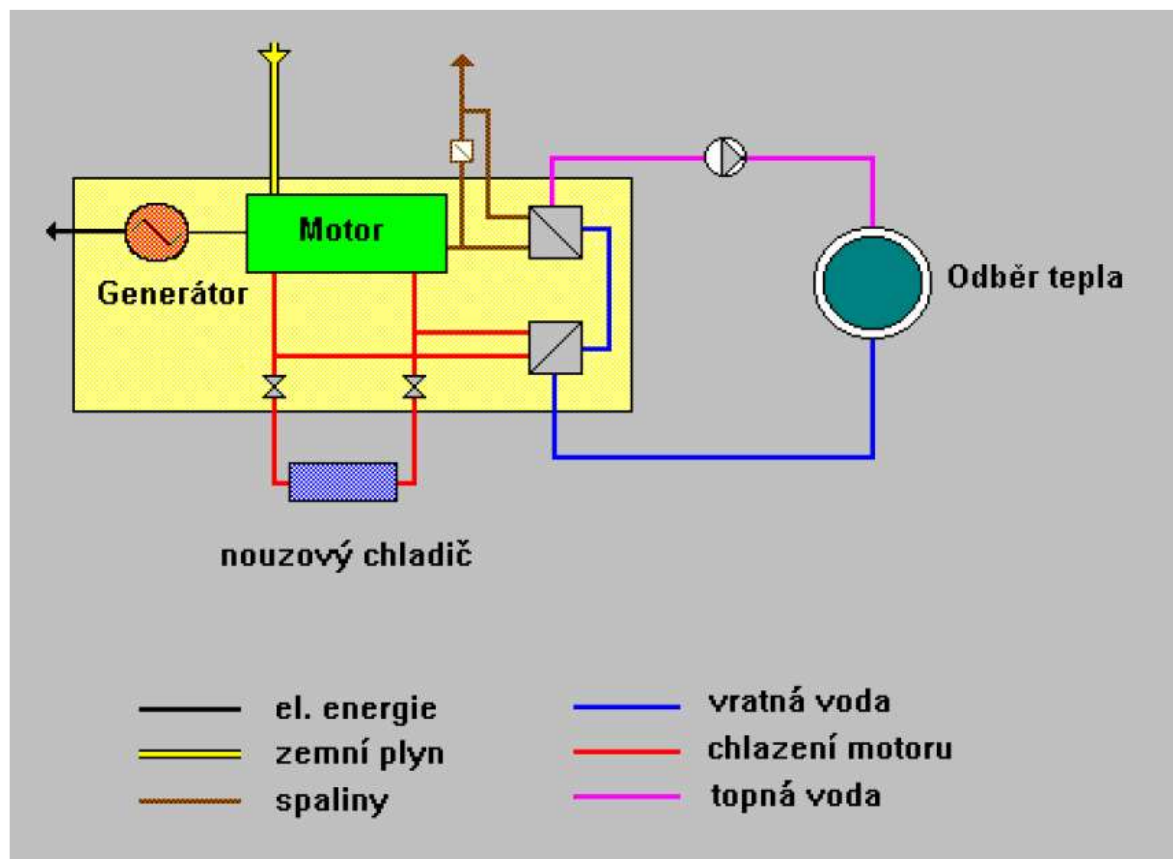 Motor
Generátor
Odběr tepla
nouzový chladič
el. energie
zemní plyn
spaliny
vratná voda
chlazení motoru
topná voda